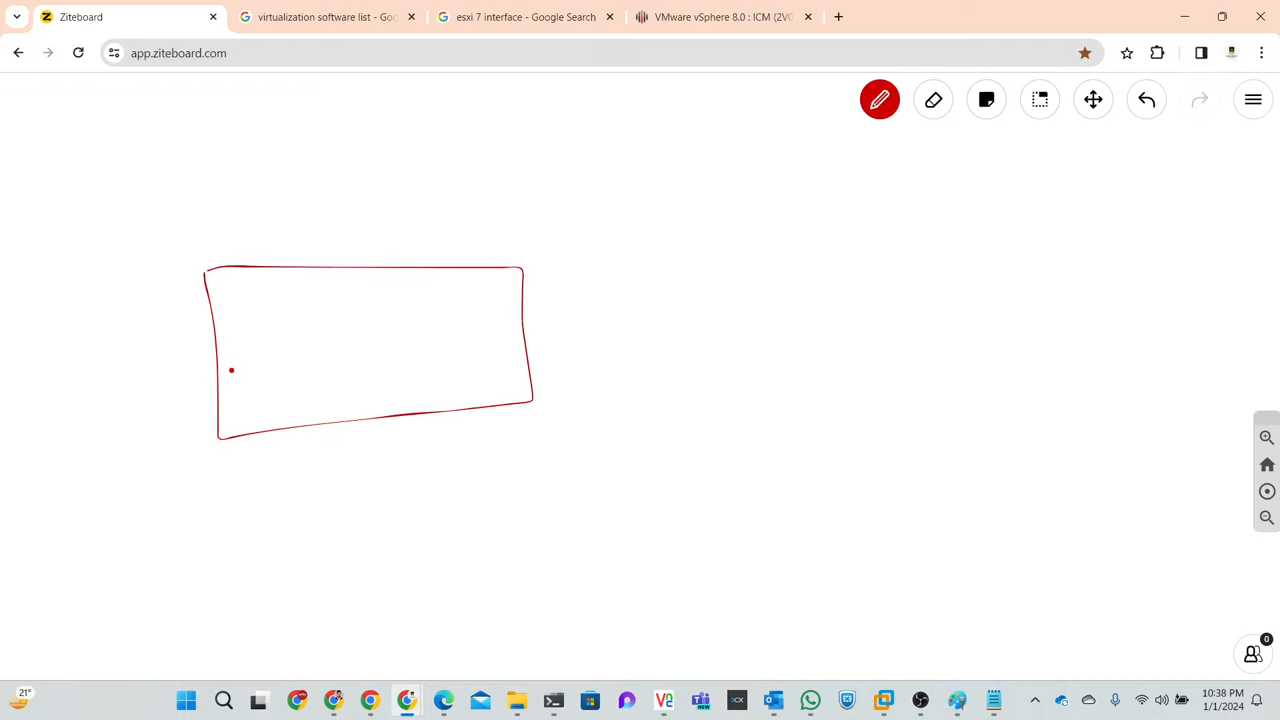 Ziteboard
virtualization software list - Goo
esxi 7 interface - Google Search
VMware vSphere 8.0 : ICM (2V0
app.ziteboard.com
0
21°
10:38 PM
1/1/2024